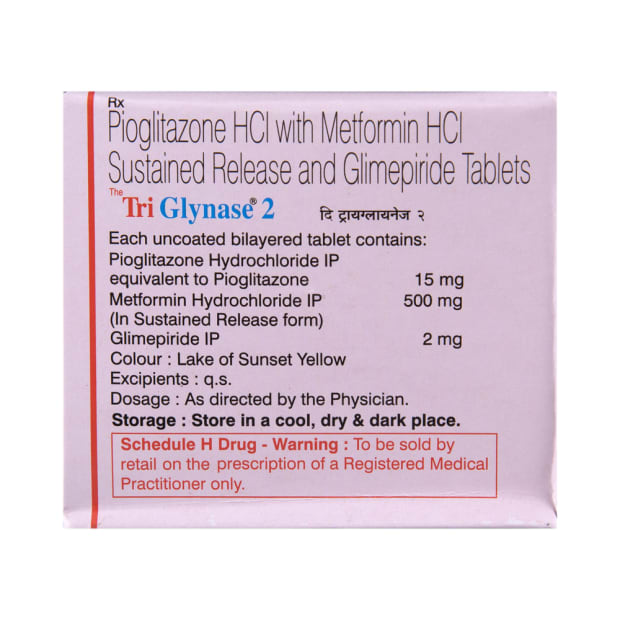 Rx
Pioglitazone HCl with Metformin HCl
Sustained Release and Glimepiride Tablets
The Tri Glynase® 2 दि ट्रायग्लायनेज २
Each uncoated bilayered tablet contains:
Pioglitazone Hydrochloride IP
equivalent to Pioglitazone 15 mg
Metformin Hydrochloride IP 500 mg
(In Sustained Release form)
Glimepiride IP 2 mg
Colour : Lake of Sunset Yellow
Excipients : q.s.
Dosage : As directed by the Physician.
Storage : Store in a cool, dry & dark place.
Schedule H Drug - Warning : To be sold by
retail on the prescription of a Registered Medical
Practitioner only.